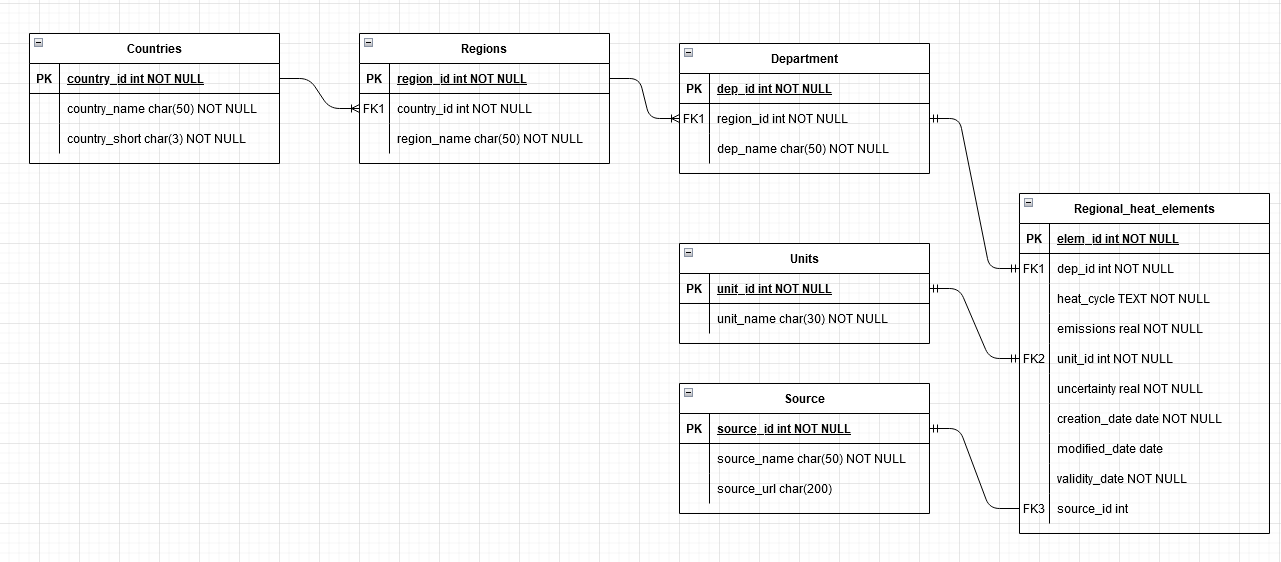 Countries
PK country_id int NOT NULL
country_name char(50) NOT NULL
country_short char(3) NOT NULL
Regions
PK region_id int NOT NULL
FK1 country_id int NOT NULL
region_name char(50) NOT NULL
Department
PK dep_id int NOT NULL
FK1 region_id int NOT NULL
dep_name char(50) NOT NULL
Units
PK unit_id int NOT NULL
unit_name char(30) NOT NULL
Source
PK source_id int NOT NULL
source_name char(50) NOT NULL
source_url char(200)
Regional_heat_elements
PK elem_id int NOT NULL
FK1 dep_id int NOT NULL
heat_cycle TEXT NOT NULL
emissions real NOT NULL
FK2 unit_id int NOT NULL
uncertainty real NOT NULL
creation_date date NOT NULL
modified_date date
validity_date NOT NULL
FK3 source_id int